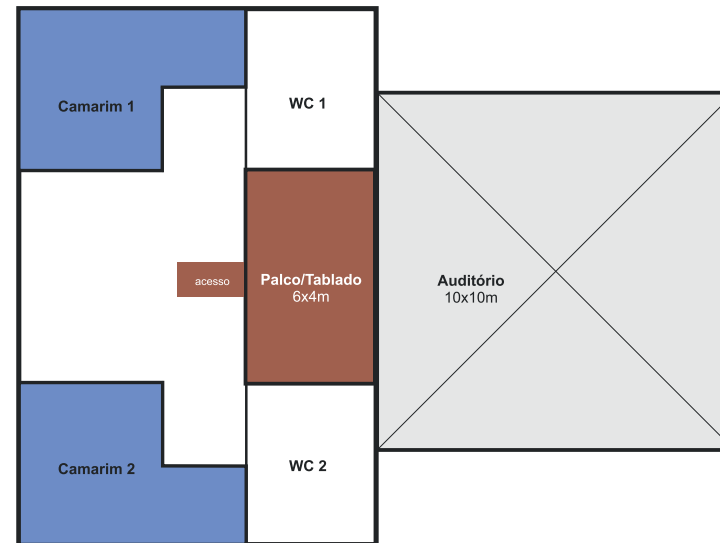 Camarim 1
WC 1
acesso
Palco/Tablado
6x4m
Auditório
10x10m
Camarim 2
WC 2